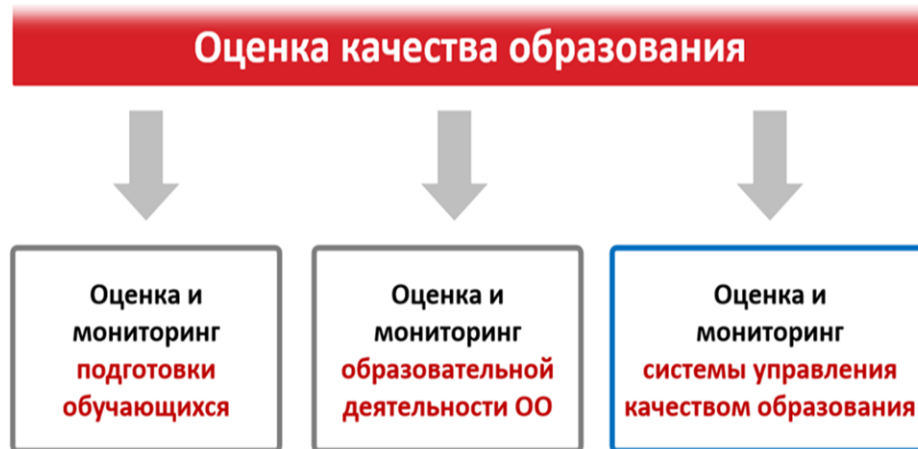 Оценка качества образования
Оценка и
мониторинг
подготовки
обучающихся
Оценка и
мониторинг
образовательной
деятельности ОО
Оценка и
мониторинг
системы управления
качеством образования